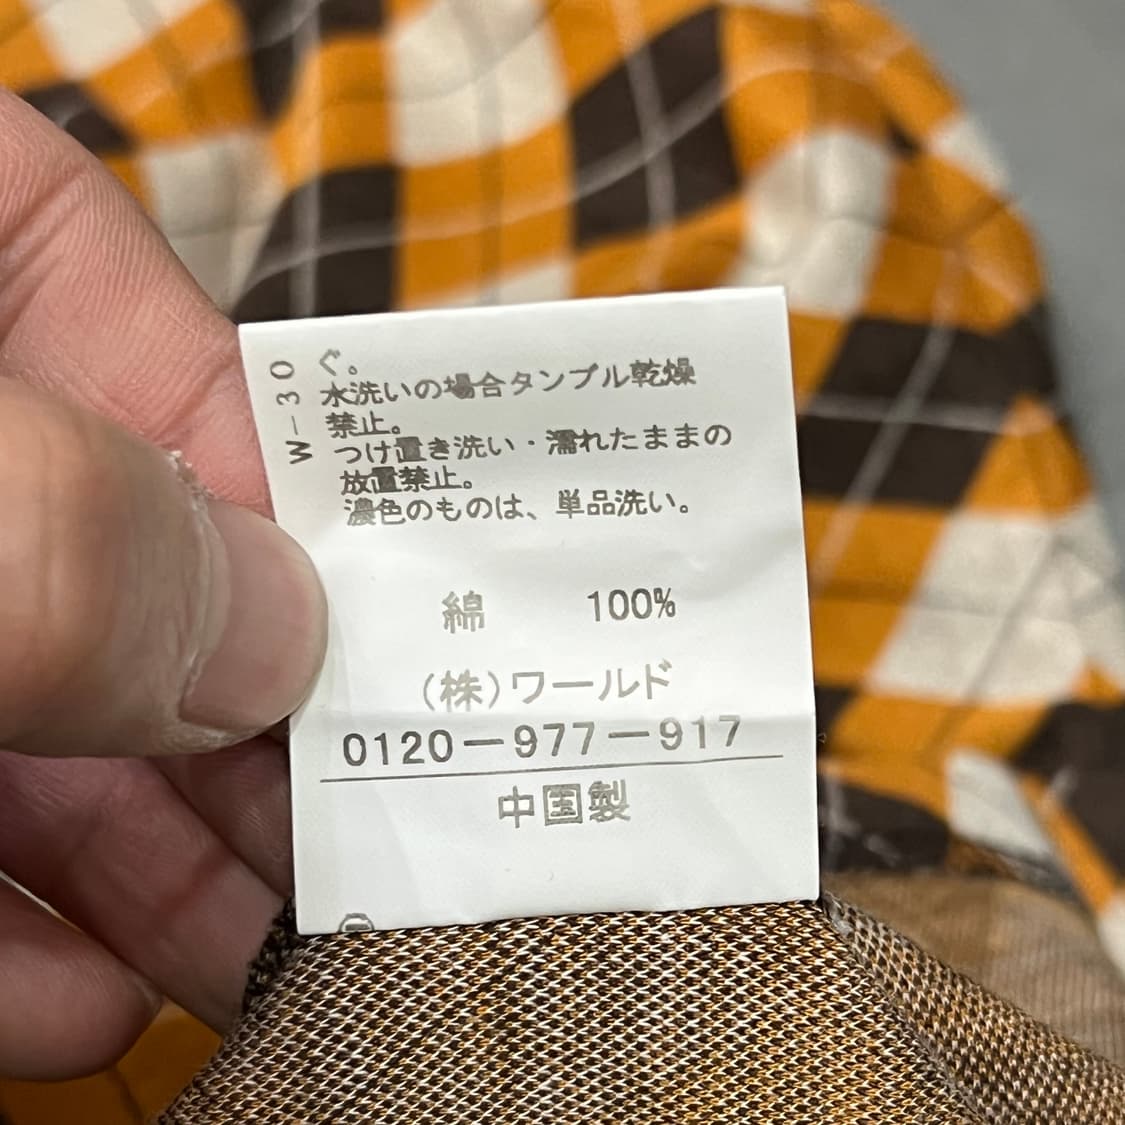 W-30
ぐ。
水洗いの場合タンブル乾燥
禁止。
つけ置き洗い・濡れたままの
放置禁止。
濃色のものは、単品洗い。
綿 100%
(株)ワールド
0120-977-917
中国製